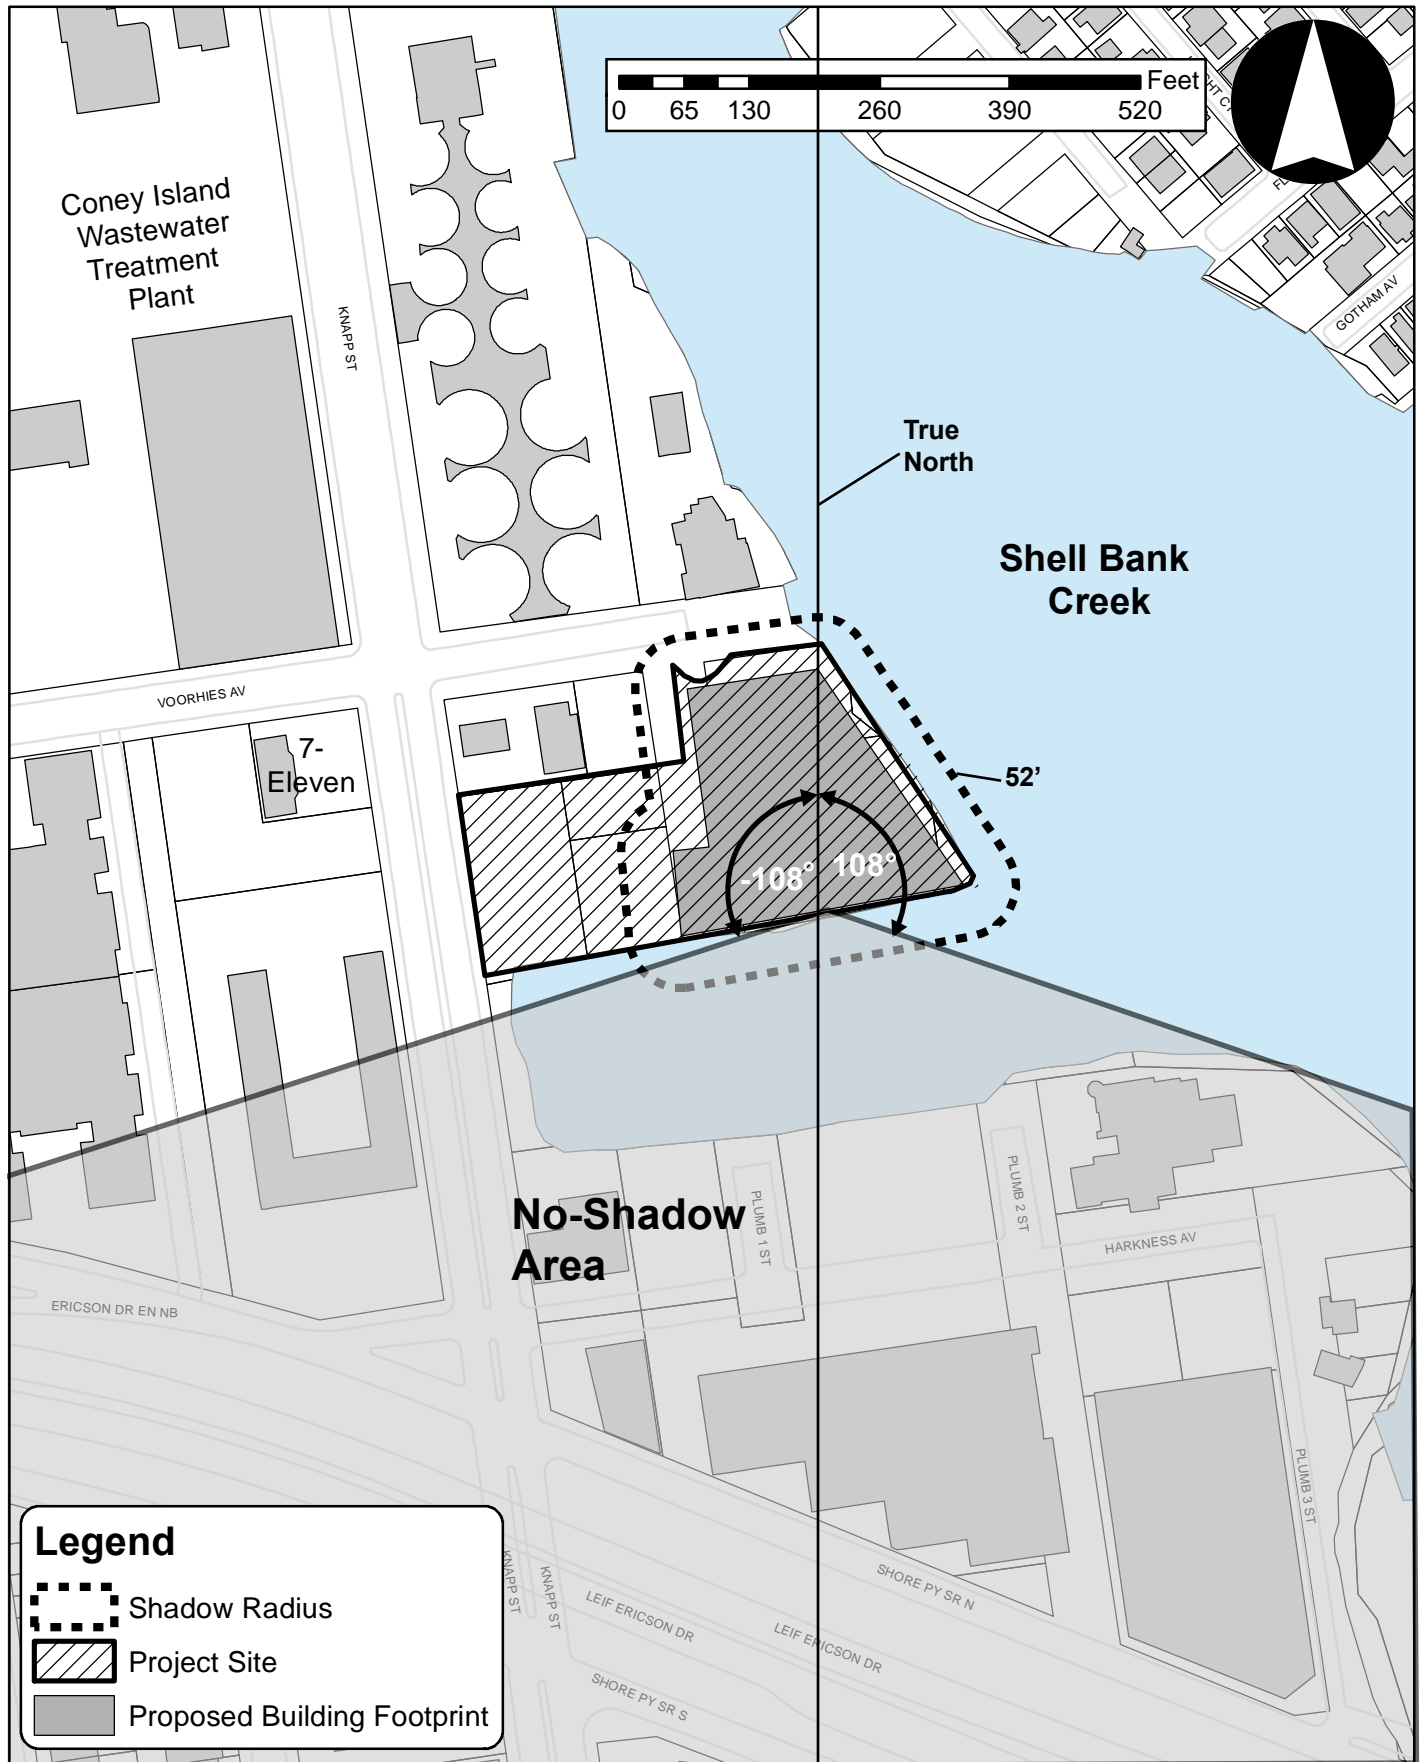 Feet
0 65 130 260 390 520
GOTHAM AV
Coney Island
Wastewater
Treatment
Plant
KNAPP ST
True
North
Shell Bank
Creek
VOORHIES AV
7-
Eleven
52’
-108° 108°
No-Shadow
Area
PLUMB 1 ST
PLUMB 2 ST
HARKNESS AV
ERICSON DR EN NB
PLUMB 3 ST
KNAPP ST
KNAPP ST
SHORE PY SR N
LEIF ERICSON DR
LEIF ERICSON DR
SHORE PY SR S
Legend
Shadow Radius
Project Site
Proposed Building Footprint